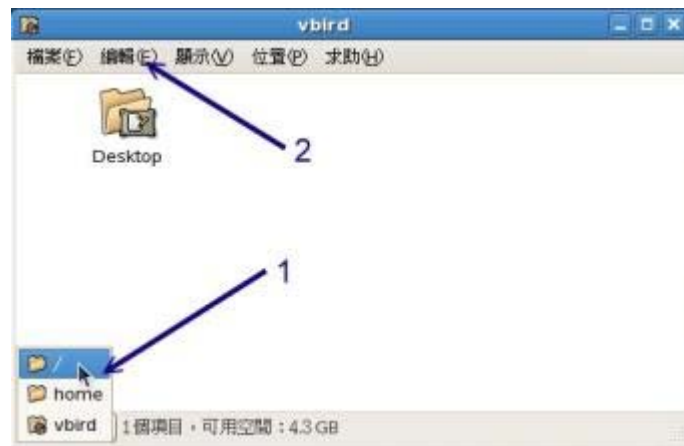 vbird
檔案(F) 編輯(E) 顯示(V) 位置(P) 求助(H)
Desktop
2
1
/
home
vbird 1個項目，可用空間：4.3 GB